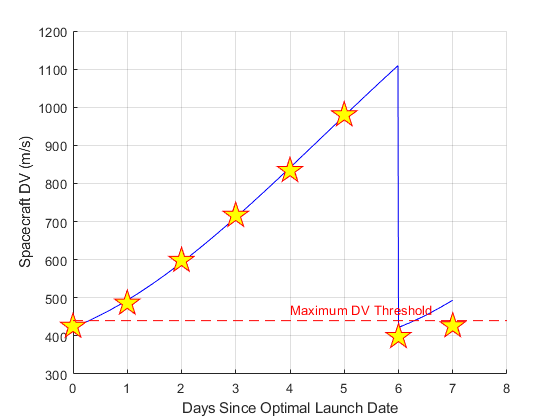 1200
1100
1000
900
800
700
600
500
400
300
Spacecraft DV (m/s)
Maximum DV Threshold
0 1 2 3 4 5 6 7 8
Days Since Optimal Launch Date